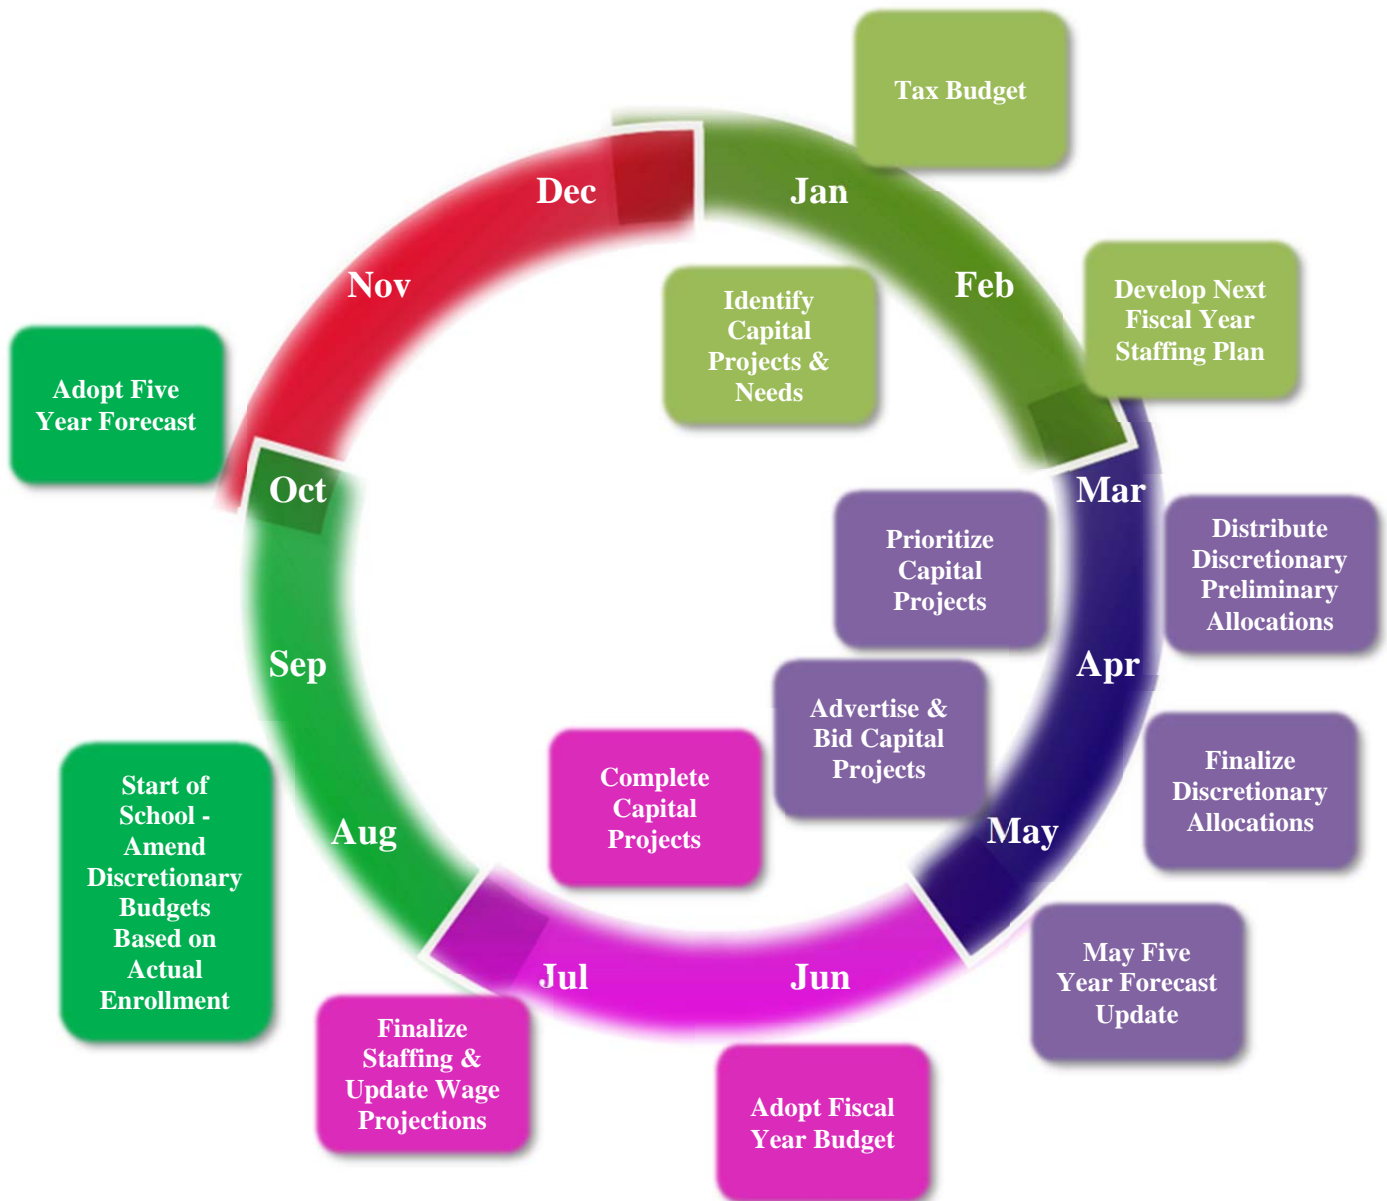 Tax Budget
Dec
Jan
Nov
Feb
Identify
Capital
Projects &
Needs
Develop Next
Fiscal Year
Staffing Plan
Adopt Five
Year Forecast
Oct
Mar
Prioritize
Capital
Projects
Distribute
Discretionary
Preliminary
Allocations
Sep
Apr
Advertise &
Bid Capital
Projects
Complete
Capital
Projects
Finalize
Discretionary
Allocations
Start of
School -
Amend
Discretionary
Budgets
Based on
Actual
Enrollment
Aug
May
May Five
Year Forecast
Update
Jul
Jun
Finalize
Staffing &
Update Wage
Projections
Adopt Fiscal
Year Budget